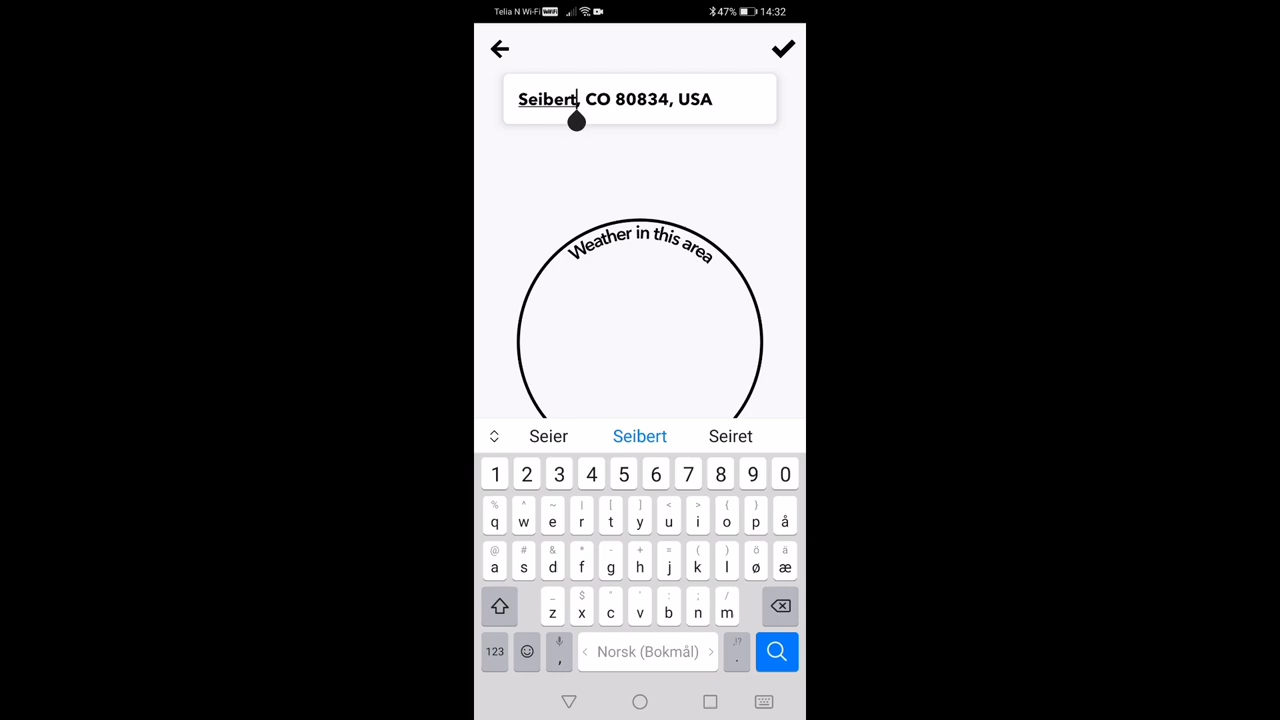 Telia N Wi-Fi VoWiFi 47% 14:32
Seibert, CO 80834, USA
Weather in this area
Seier Seibert Seiret
1 2 3 4 5 6 7 8 9 0
% ^ ~ | [ ] < > { }
q w e r t y u i o p å
@ # & * - + = ( ) ö ä
a s d f g h j k l ø æ
_ $ " ' : ; /
z x c v b n m
123 , Norsk (Bokmål) ,!? .